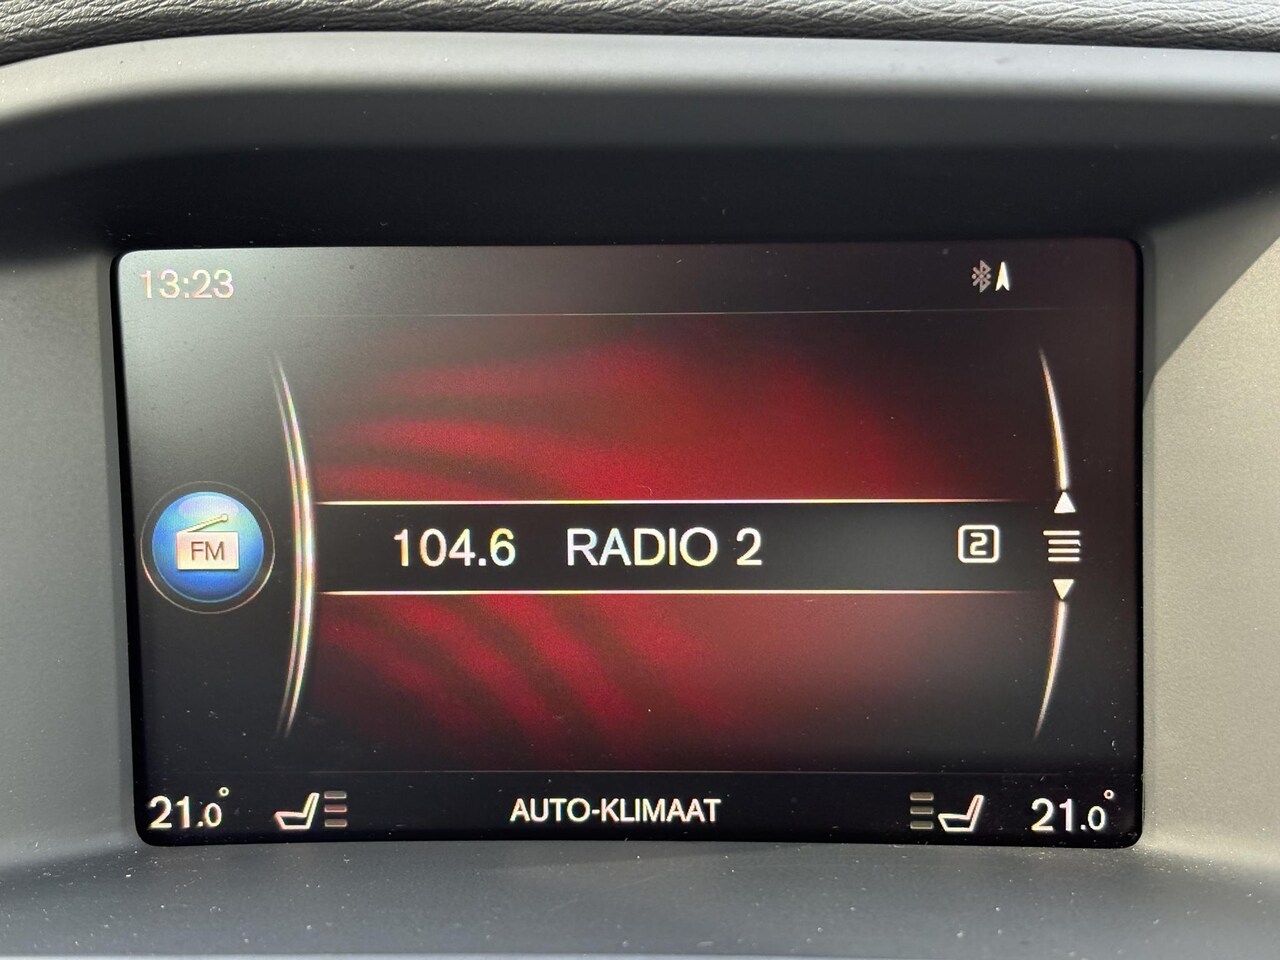 13:23
FM
104.6 RADIO 2 2
21.0° AUTO-KLIMAAT 21.0°